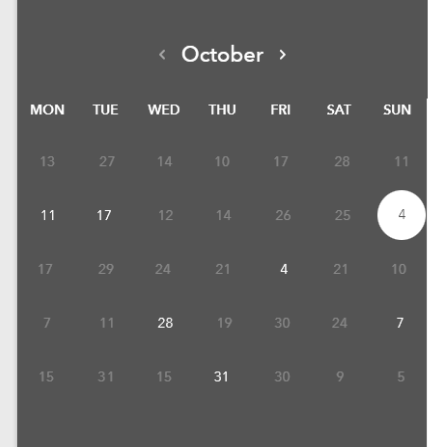 ‹ October ›
MON TUE WED THU FRI SAT SUN
13 27 14 10 17 28 11
11 17 12 14 26 25 4
17 29 24 21 4 21 10
7 11 28 19 30 24 7
15 31 15 31 30 9 5